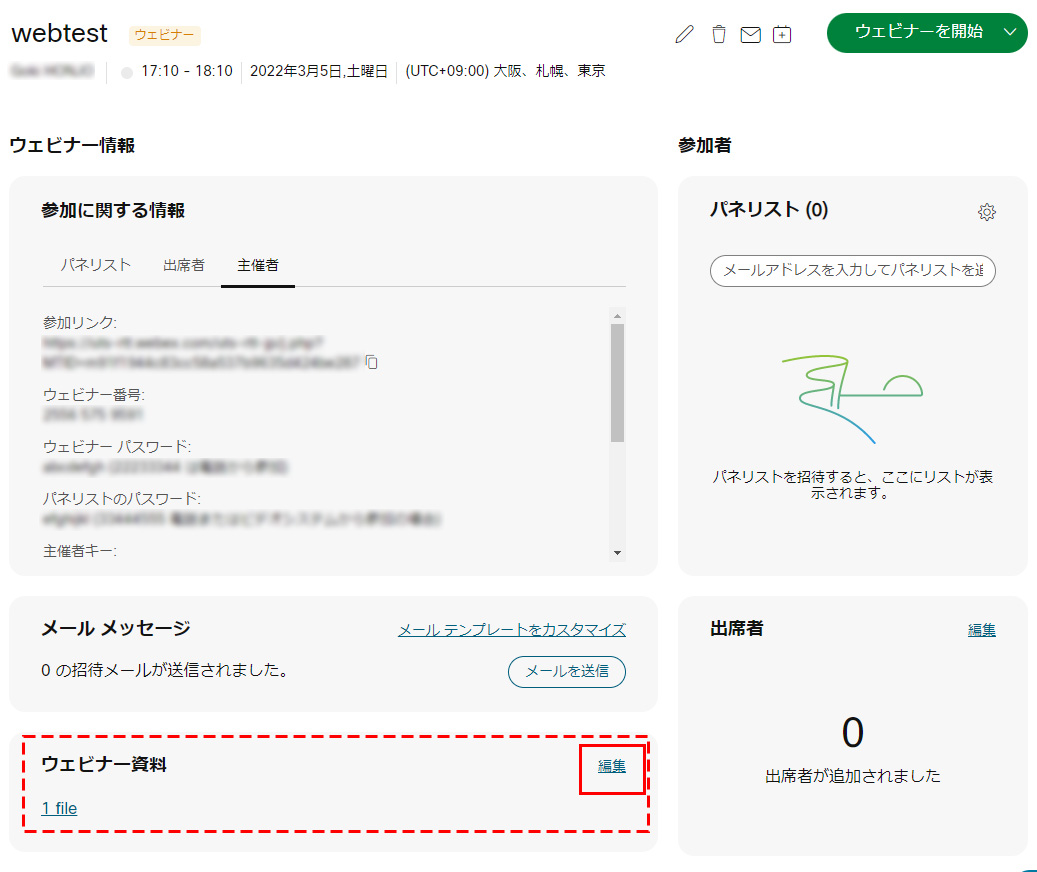 webtest ウェビナー
ウェビナーを開始
17:10 - 18:10 2022年3月5日,土曜日 (UTC+09:00) 大阪、札幌、東京
ウェビナー情報
参加に関する情報
パネリスト 出席者 主催者
参加リンク:
ウェビナー番号:
ウェビナー パスワード:
パネリストのパスワード:
主催者キー:
メール メッセージ メール テンプレートをカスタマイズ
0 の招待メールが送信されました。 メールを送信
ウェビナー資料 編集
1 file
参加者
パネリスト (0)
メールアドレスを入力してパネリストを
パネリストを招待すると、ここにリストが表
示されます。
出席者 編集
0
出席者が追加されました